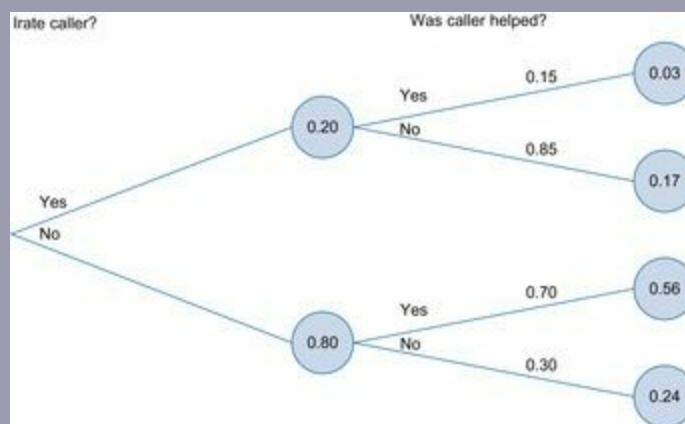 Irate caller?
Was caller helped?
Yes
No
0.20
Yes
0.15
0.03
No
0.85
0.17
0.80
Yes
0.70
0.56
No
0.30
0.24